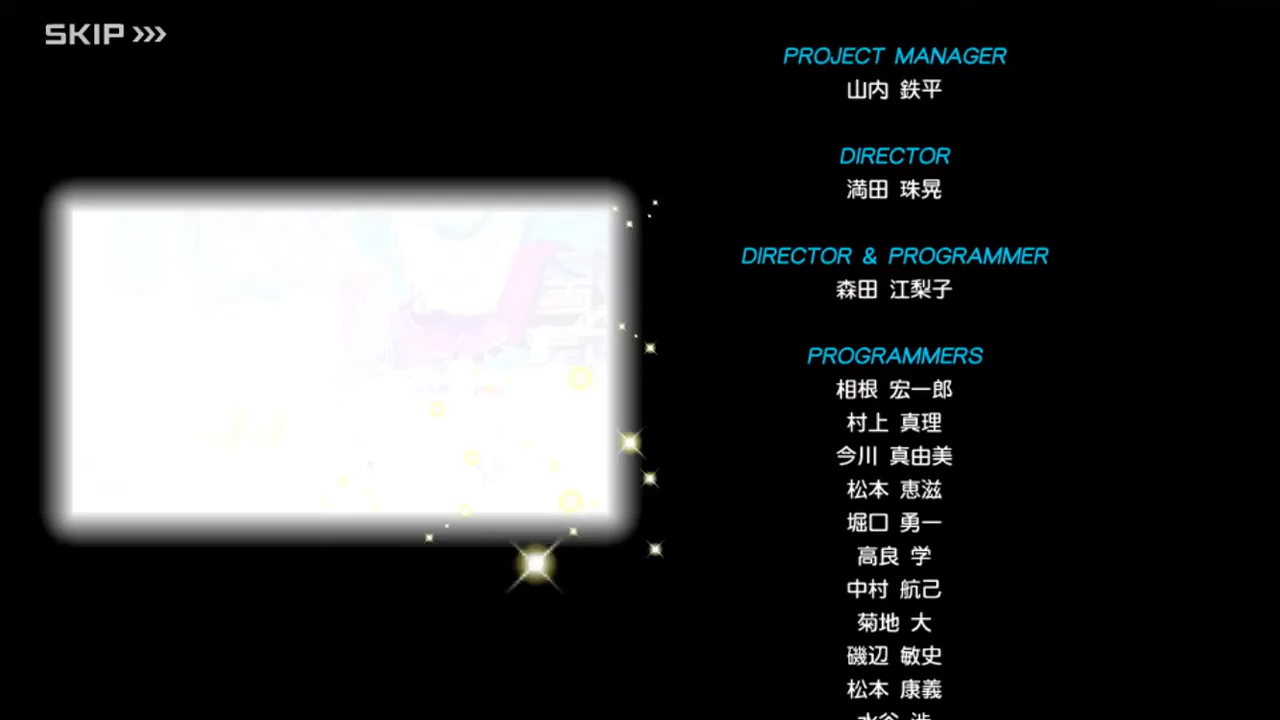 SKIP >>>
PROJECT MANAGER
山内 鉄平
DIRECTOR
満田 珠晃
DIRECTOR & PROGRAMMER
森田 江梨子
PROGRAMMERS
相根 宏一郎
村上 真理
今川 真由美
松本 恵滋
堀口 勇一
高良 学
中村 航己
菊地 大
磯辺 敏史
松本 康義